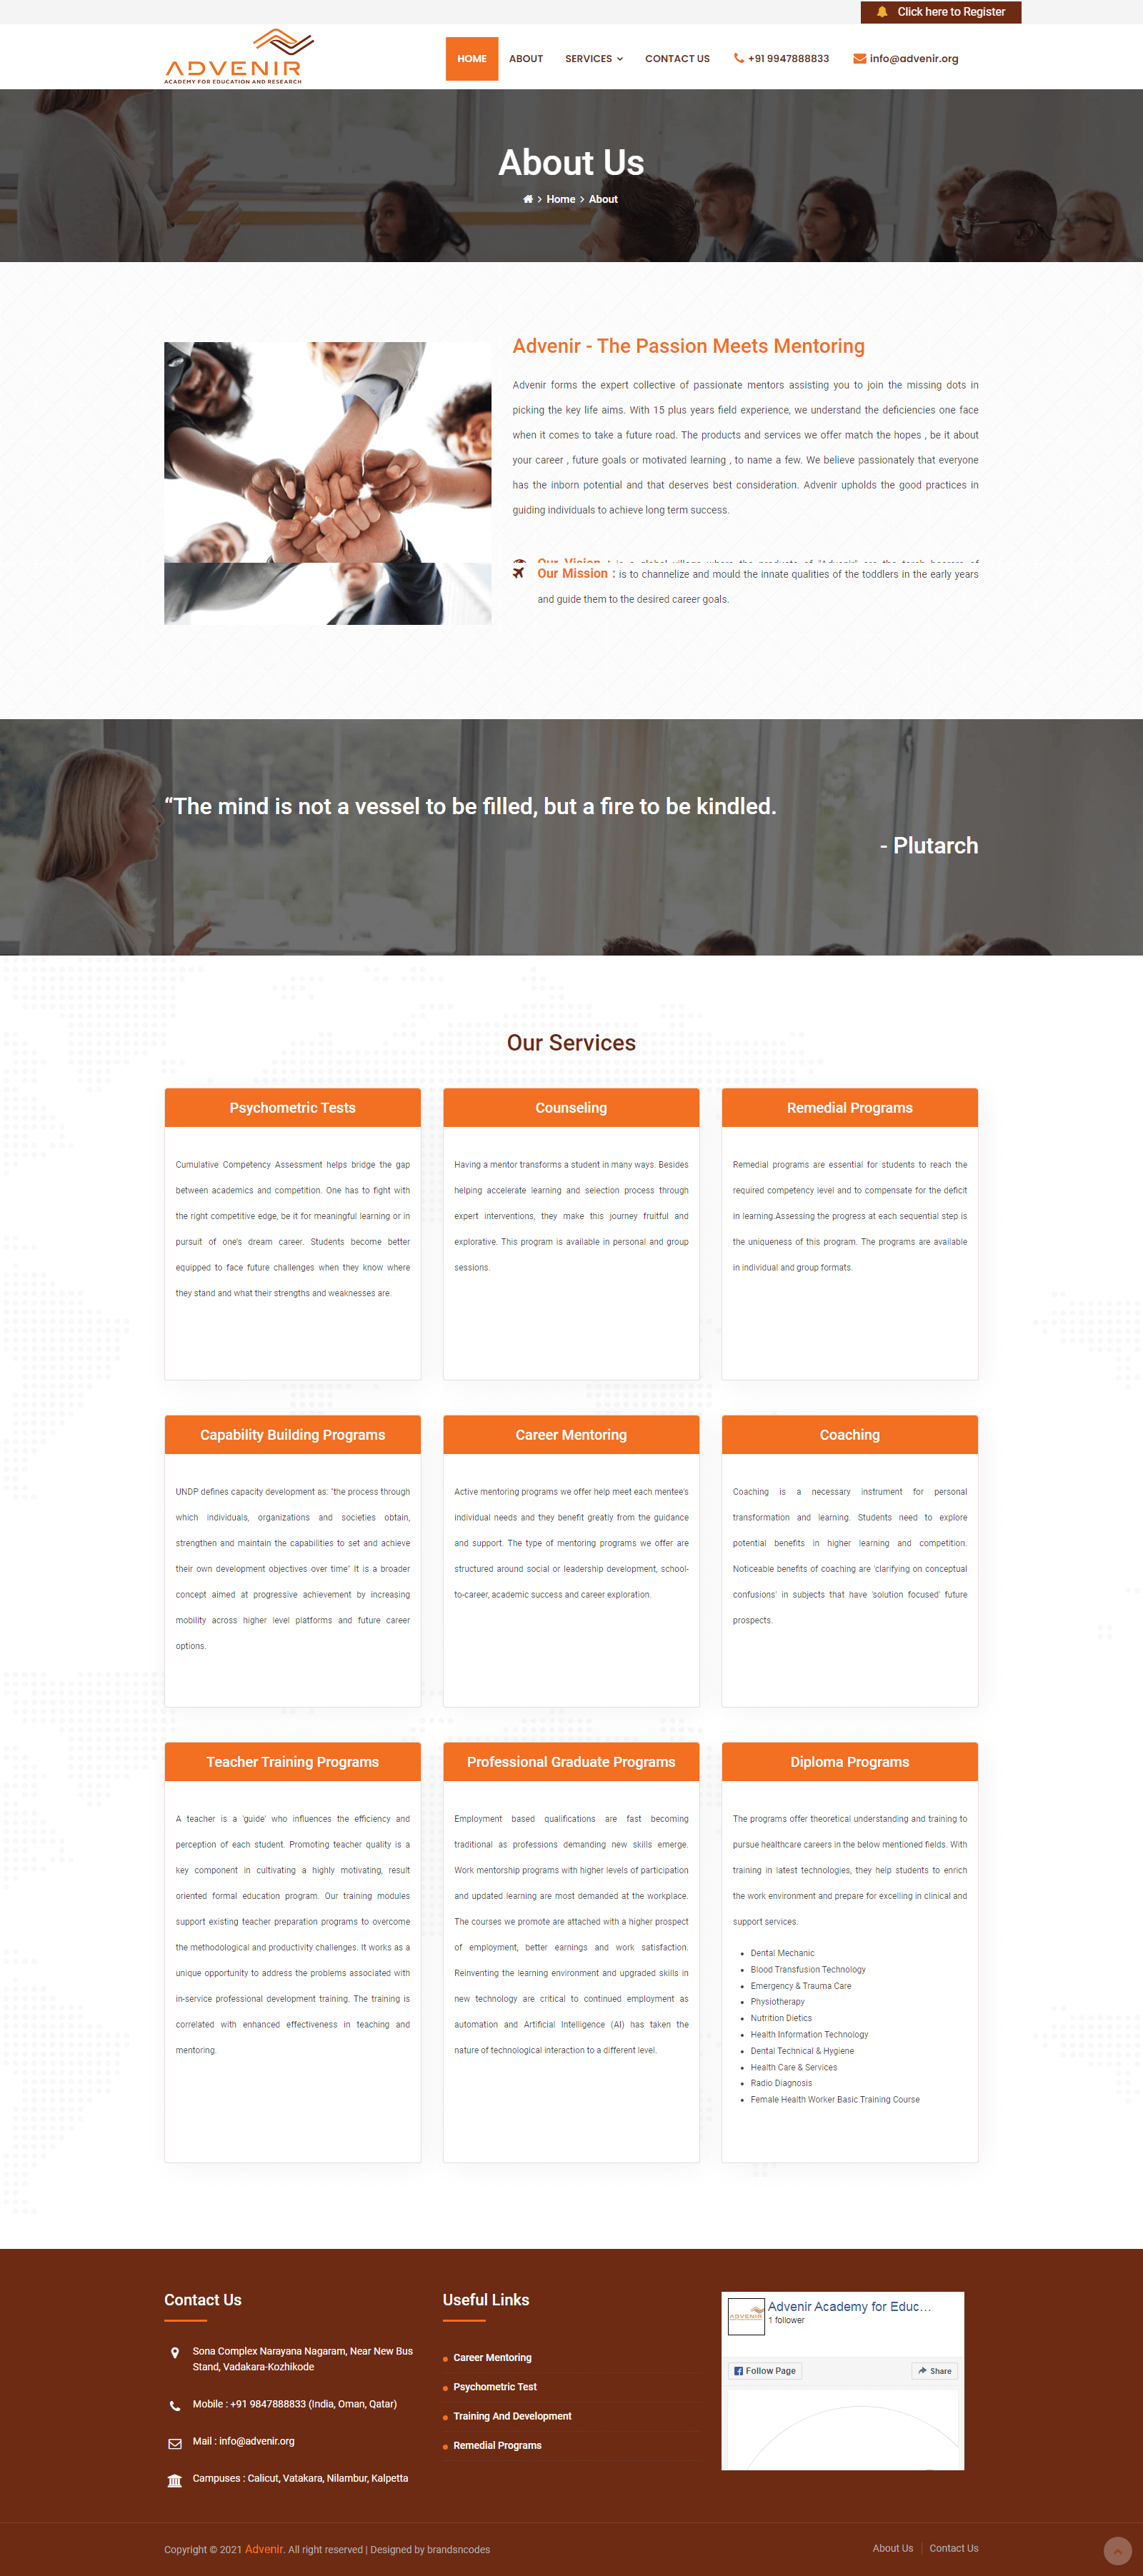 Click here to Register
ADVENIR
ACADEMY FOR EDUCATION AND RESEARCH
HOME ABOUT SERVICES CONTACT US +91 9947888833 info@advenir.org
About Us
Home About
Advenir - The Passion Meets Mentoring
Advenir forms the expert collective of passionate mentors assisting you to join the missing dots in
picking the key life aims. With 15 plus years field experience, we understand the deficiencies one face
when it comes to take a future road. The products and services we offer match the hopes , be it about
your career , future goals or motivated learning , to name a few. We believe passionately that everyone
has the inborn potential and that deserves best consideration. Advenir upholds the good practices in
guiding individuals to achieve long term success.
Our Vision : is a global village where the products of "Advenir" are the torch bearers of
Our Mission : is to channelize and mould the innate qualities of the toddlers in the early years
and guide them to the desired career goals.
“The mind is not a vessel to be filled, but a fire to be kindled.
- Plutarch
Our Services
Psychometric Tests
Cumulative Competency Assessment helps bridge the gap
between academics and competition. One has to fight with
the right competitive edge, be it for meaningful learning or in
pursuit of one's dream career. Students become better
equipped to face future challenges when they know where
they stand and what their strengths and weaknesses are.
Counseling
Having a mentor transforms a student in many ways. Besides
helping accelerate learning and selection process through
expert interventions, they make this journey fruitful and
explorative. This program is available in personal and group
sessions.
Remedial Programs
Remedial programs are essential for students to reach the
required competency level and to compensate for the deficit
in learning.Assessing the progress at each sequential step is
the uniqueness of this program. The programs are available
in individual and group formats.
Capability Building Programs
UNDP defines capacity development as: "the process through
which individuals, organizations and societies obtain,
strengthen and maintain the capabilities to set and achieve
their own development objectives over time" It is a broader
concept aimed at progressive achievement by increasing
mobility across higher level platforms and future career
options.
Career Mentoring
Active mentoring programs we offer help meet each mentee's
individual needs and they benefit greatly from the guidance
and support. The type of mentoring programs we offer are
structured around social or leadership development, school-
to-career, academic success and career exploration.
Coaching
Coaching is a necessary instrument for personal
transformation and learning. Students need to explore
potential benefits in higher learning and competition.
Noticeable benefits of coaching are 'clarifying on conceptual
confusions' in subjects that have 'solution focused' future
prospects.
Teacher Training Programs
A teacher is a 'guide' who influences the efficiency and
perception of each student. Promoting teacher quality is a
key component in cultivating a highly motivating, result
oriented formal education program. Our training modules
support existing teacher preparation programs to overcome
the methodological and productivity challenges. It works as a
unique opportunity to address the problems associated with
in-service professional development training. The training is
correlated with enhanced effectiveness in teaching and
mentoring.
Professional Graduate Programs
Employment based qualifications are fast becoming
traditional as professions demanding new skills emerge.
Work mentorship programs with higher levels of participation
and updated learning are most demanded at the workplace.
The courses we promote are attached with a higher prospect
of employment, better earnings and work satisfaction.
Reinventing the learning environment and upgraded skills in
new technology are critical to continued employment as
automation and Artificial Intelligence (AI) has taken the
nature of technological interaction to a different level.
Diploma Programs
The programs offer theoretical understanding and training to
pursue healthcare careers in the below mentioned fields. With
training in latest technologies, they help students to enrich
the work environment and prepare for excelling in clinical and
support services.
Dental Mechanic
Blood Transfusion Technology
Emergency & Trauma Care
Physiotherapy
Nutrition Dietics
Health Information Technology
Dental Technical & Hygiene
Health Care & Services
Radio Diagnosis
Female Health Worker Basic Training Course
Contact Us
Sona Complex Narayana Nagaram, Near New Bus
Stand, Vadakara-Kozhikode
Mobile : +91 9847888833 (India, Oman, Qatar)
Mail : info@advenir.org
Campuses : Calicut, Vatakara, Nilambur, Kalpetta
Useful Links
Career Mentoring
Psychometric Test
Training And Development
Remedial Programs
ADVENIR
Advenir Academy for Educ...
1 follower
Follow Page Share
Copyright © 2021 Advenir. All right reserved | Designed by brandsncodes
About Us Contact Us